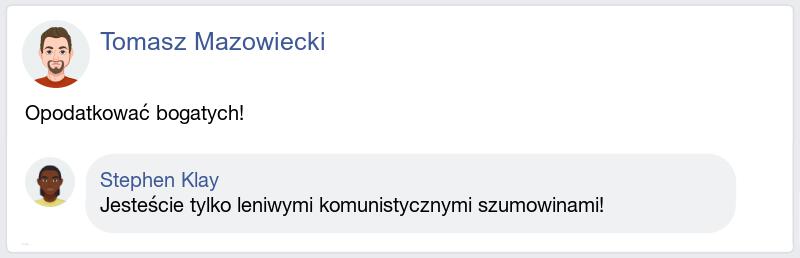 Tomasz Mazowiecki
Opodatkować bogatych!
Stephen Klay
Jesteście tylko leniwymi komunistycznymi szumowinami!